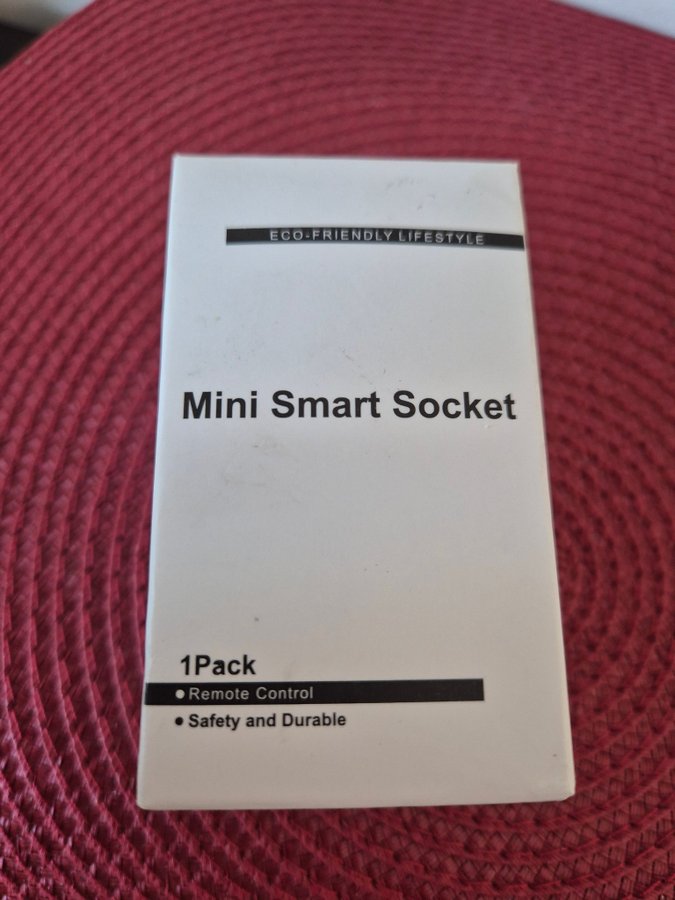 ECO-FRIENDLY LIFESTYLE
Mini Smart Socket
1Pack
• Remote Control
• Safety and Durable